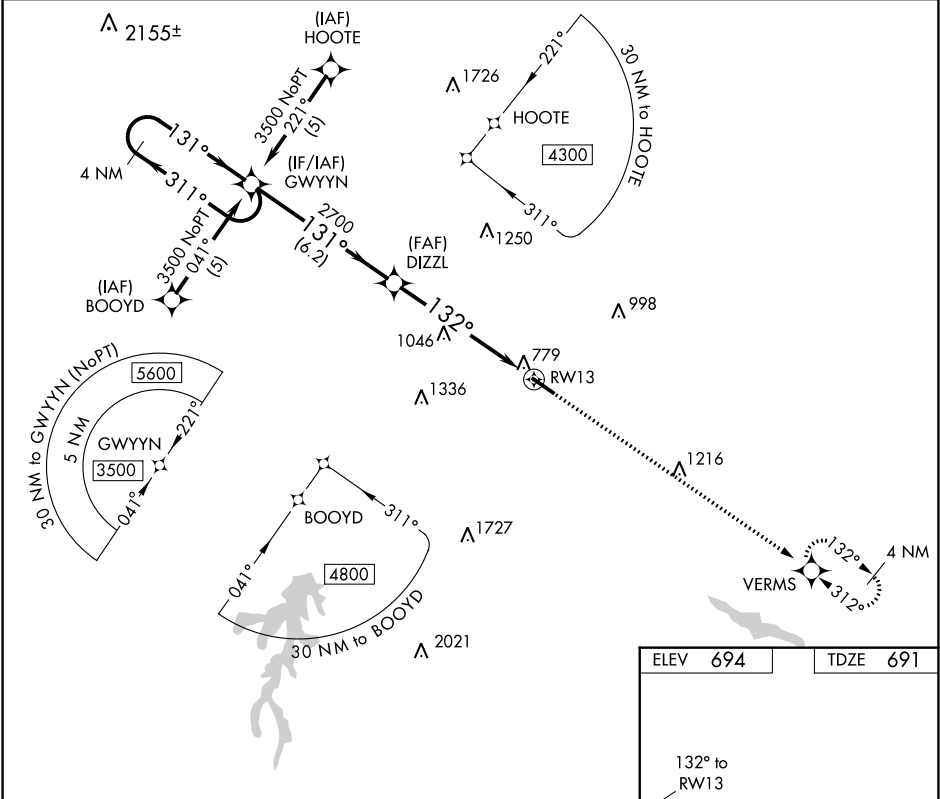 2155±
(IAF)
HOOTE
3500 NoPT
221°
(5)
1726
221°
HOOTE
4300
30 NM to HOOTE
311°
1250
131°
4 NM
311°
(IF/IAF)
GWYYN
3500 NoPT
041°
(5)
(IAF)
BOOYD
2700
131°
(6.2)
(FAF)
DIZZL
132°
1046
998
779
RW13
1336
30 NM to GWYYN (NoPT)
5600
5 NM
GWYYN
3500
221°
041°
1216
BOOYD
311°
041°
4800
30 NM to BOOYD
1727
2021
132°
4 NM
VERMS
312°
ELEV 694
TDZE 691
132° to
RW13